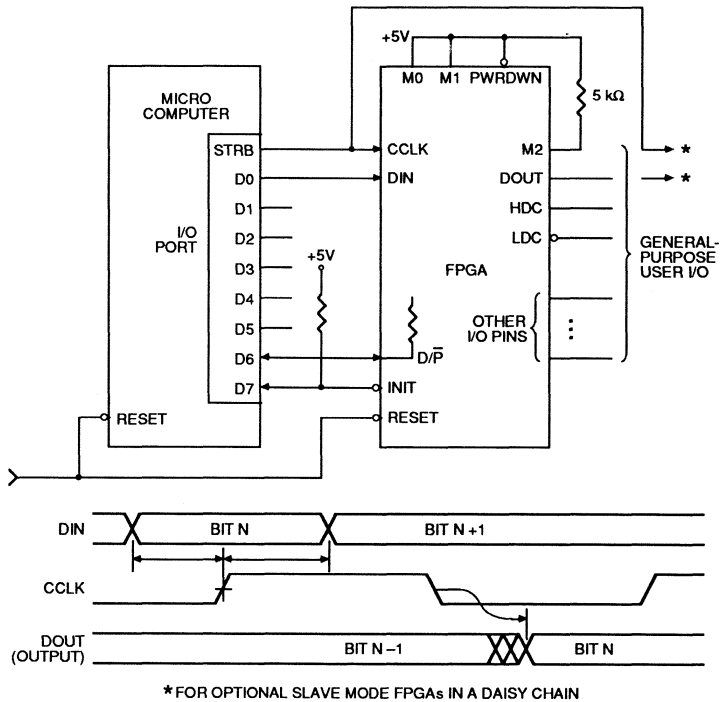 +5V
M0 M1 PWRDWN
MICRO
COMPUTER
5 kΩ
STRB
CCLK
M2
*
D0
DIN
DOUT
*
D1
HDC
I/O
PORT
D2
LDC
GENERAL-
PURPOSE
USER I/O
+5V
D3
FPGA
D4
OTHER
I/O PINS
D5
D6
D/P̅
D7
INIT
RESET
RESET
DIN
BIT N
BIT N +1
CCLK
DOUT
(OUTPUT)
BIT N –1
BIT N
* FOR OPTIONAL SLAVE MODE FPGAs IN A DAISY CHAIN